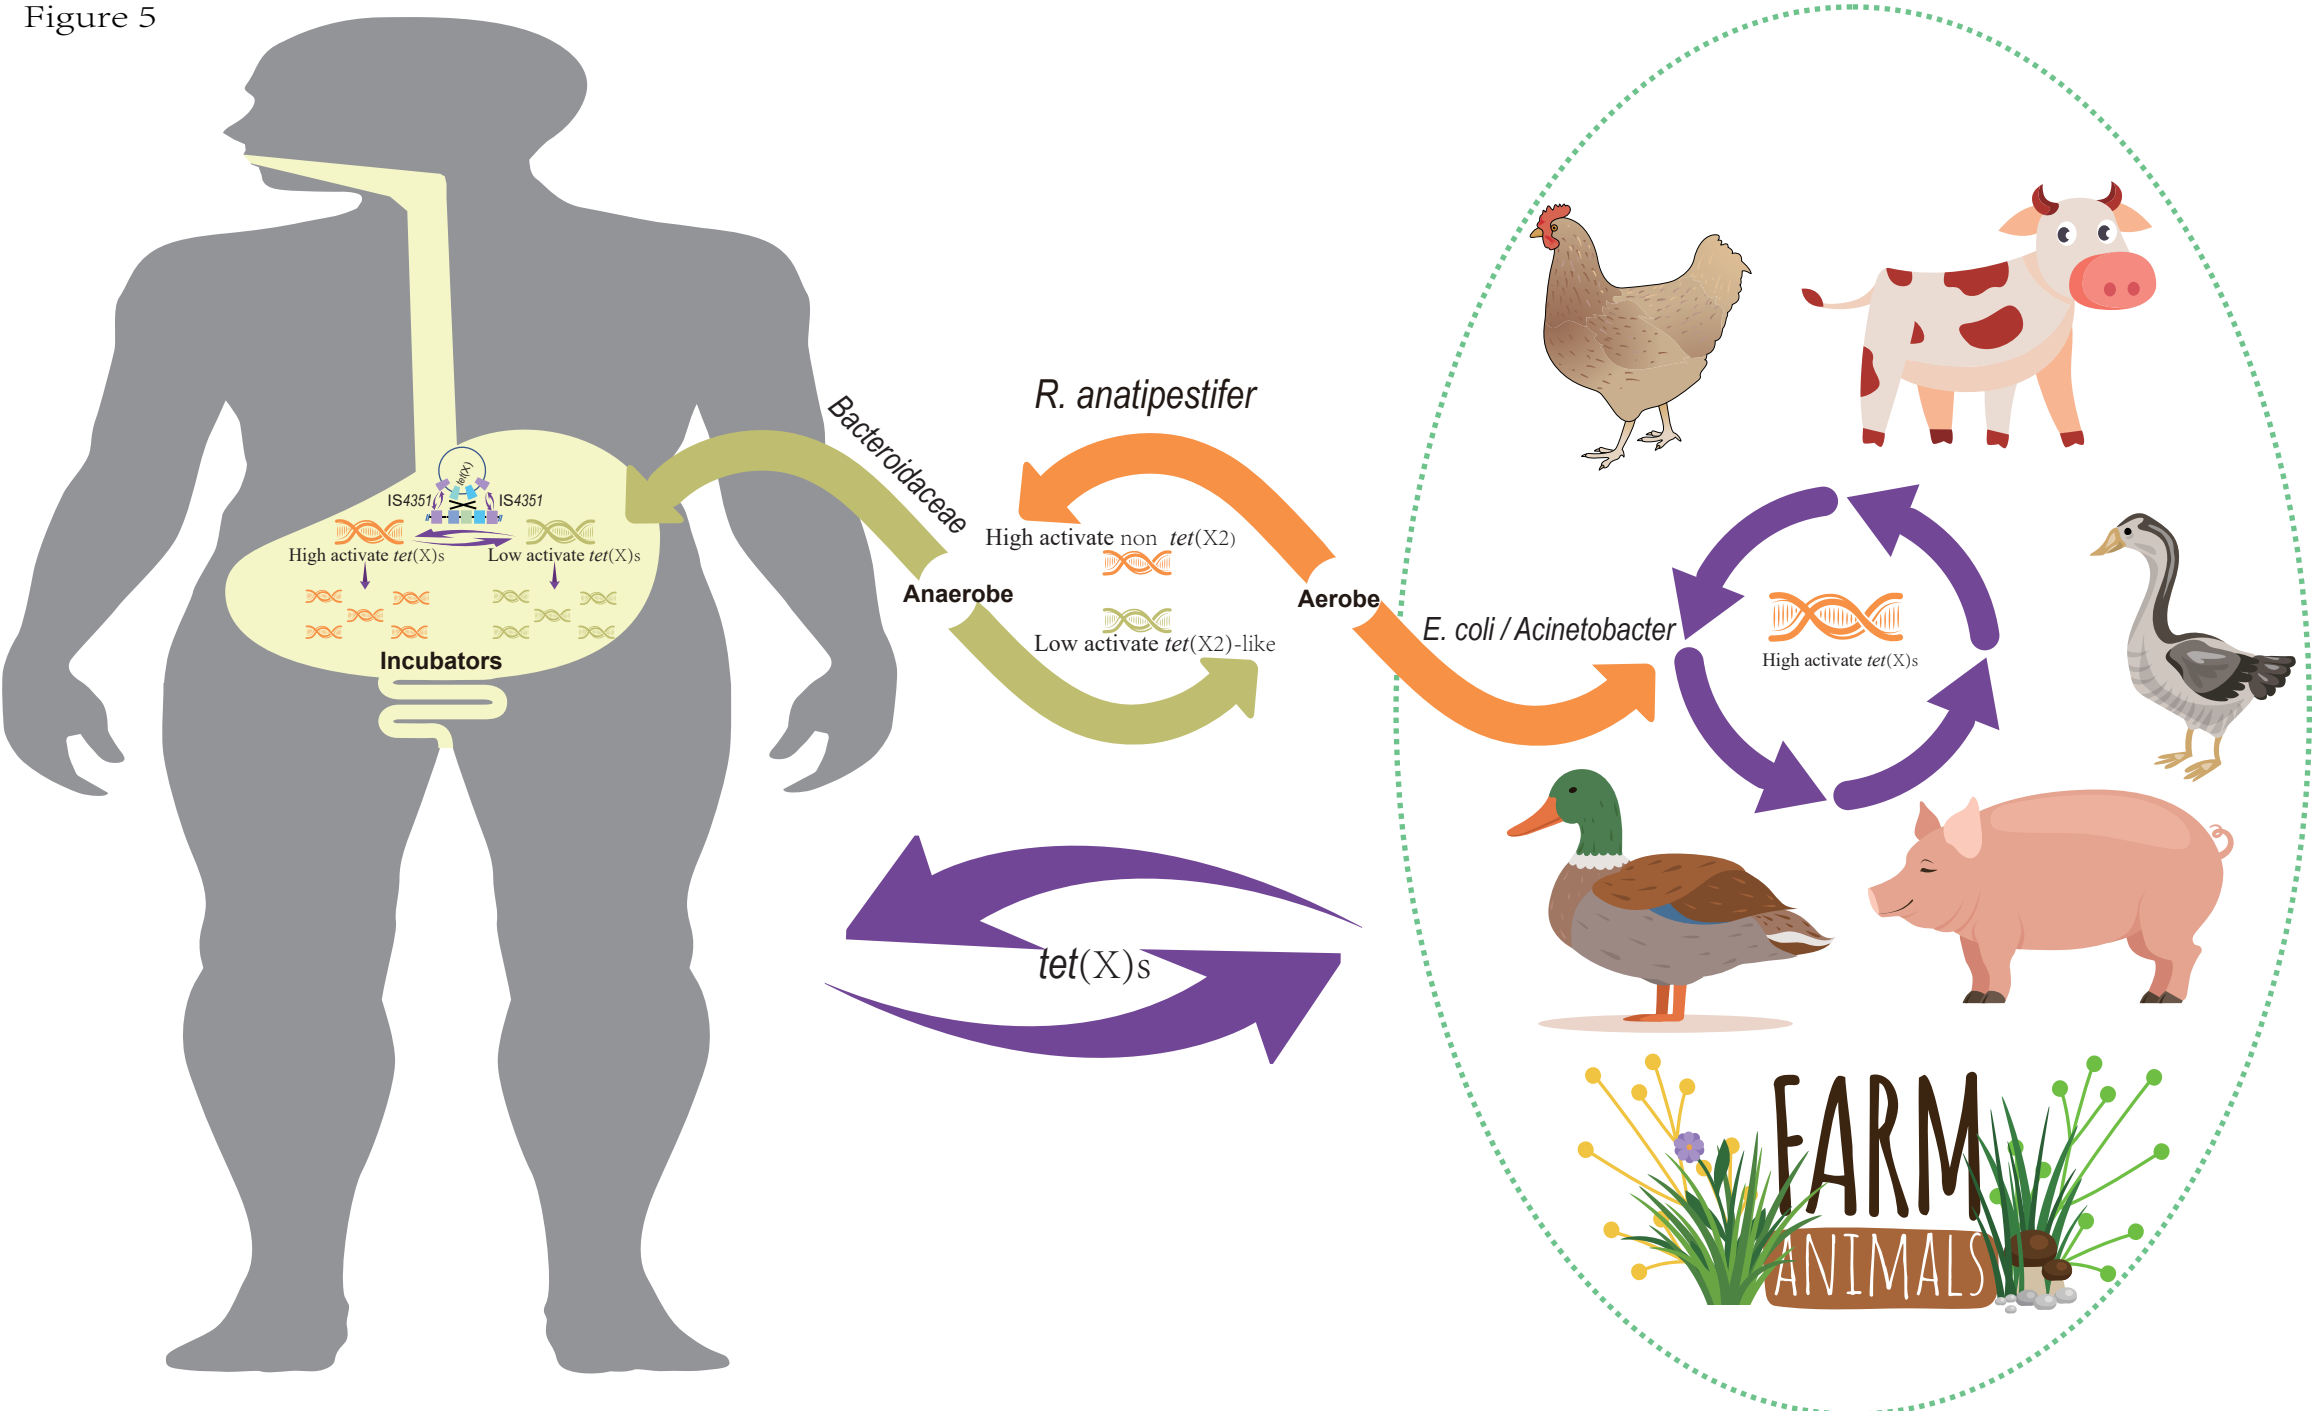 Figure 5
R. anatipestifer
Bacteroidaceae
tet(X)
IS4351
IS4351
High activate tet(X)s
Low activate tet(X)s
Incubators
High activate non tet(X2)
Anaerobe
Aerobe
Low activate tet(X2)-like
E. coli / Acinetobacter
High activate tet(X)s
tet(X)s
FARM
ANIMALS